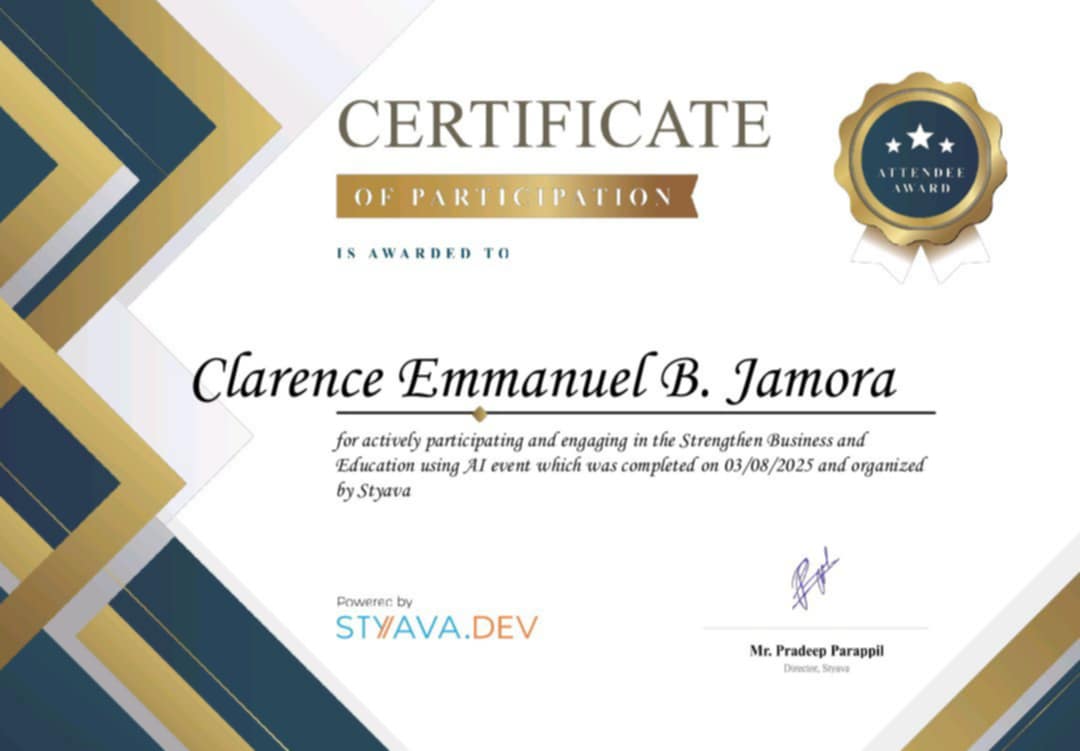 CERTIFICATE
OF PARTICIPATION
IS AWARDED TO
ATTENDEE
AWARD
Clarence Emmanuel B. Jamora
for actively participating and engaging in the Strengthen Business and
Education using AI event which was completed on 03/08/2025 and organized
by Styava
Powered by
STYAVA.DEV
Mr. Pradeep Parappil
Director, Styava